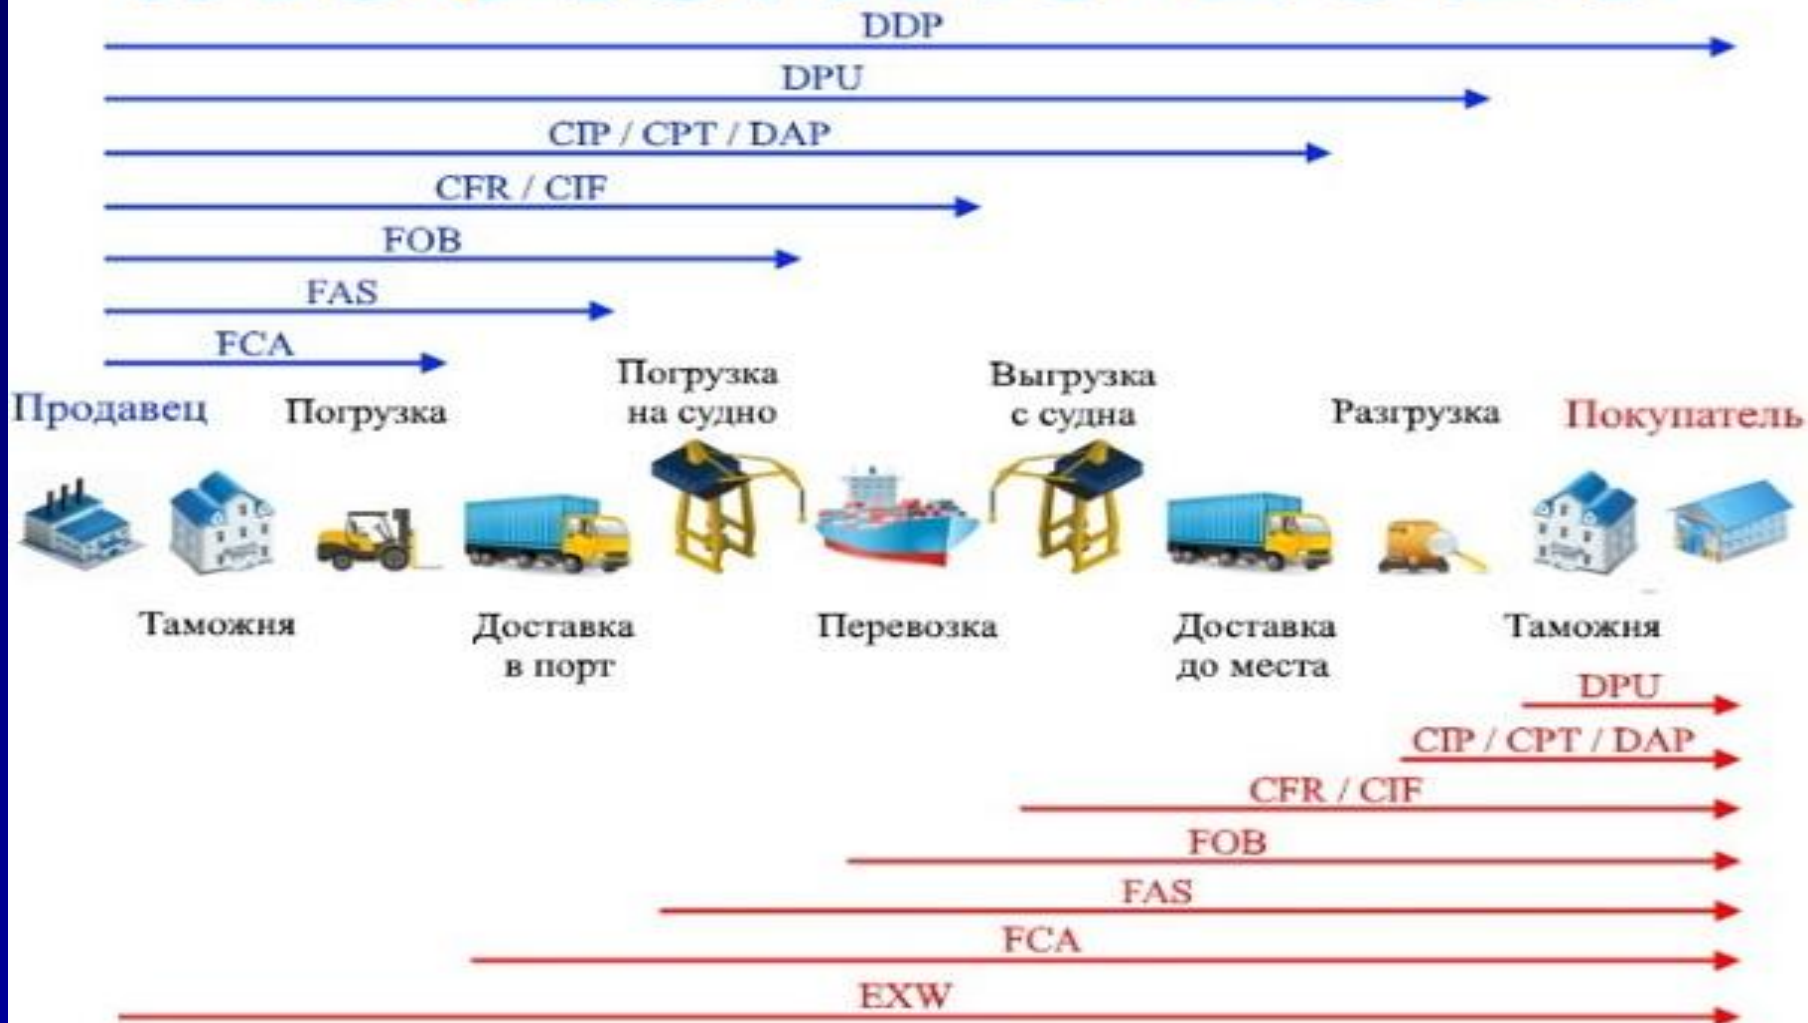 DDP
DPU
CIP / CPT / DAP
CFR / CIF
FOB
FAS
FCA
Продавец
Погрузка
Погрузка
на судно
Выгрузка
с судна
Разгрузка
Покупатель
Таможня
Доставка
в порт
Перевозка
Доставка
до места
Таможня
DPU
CIP / CPT / DAP
CFR / CIF
FOB
FAS
FCA
EXW